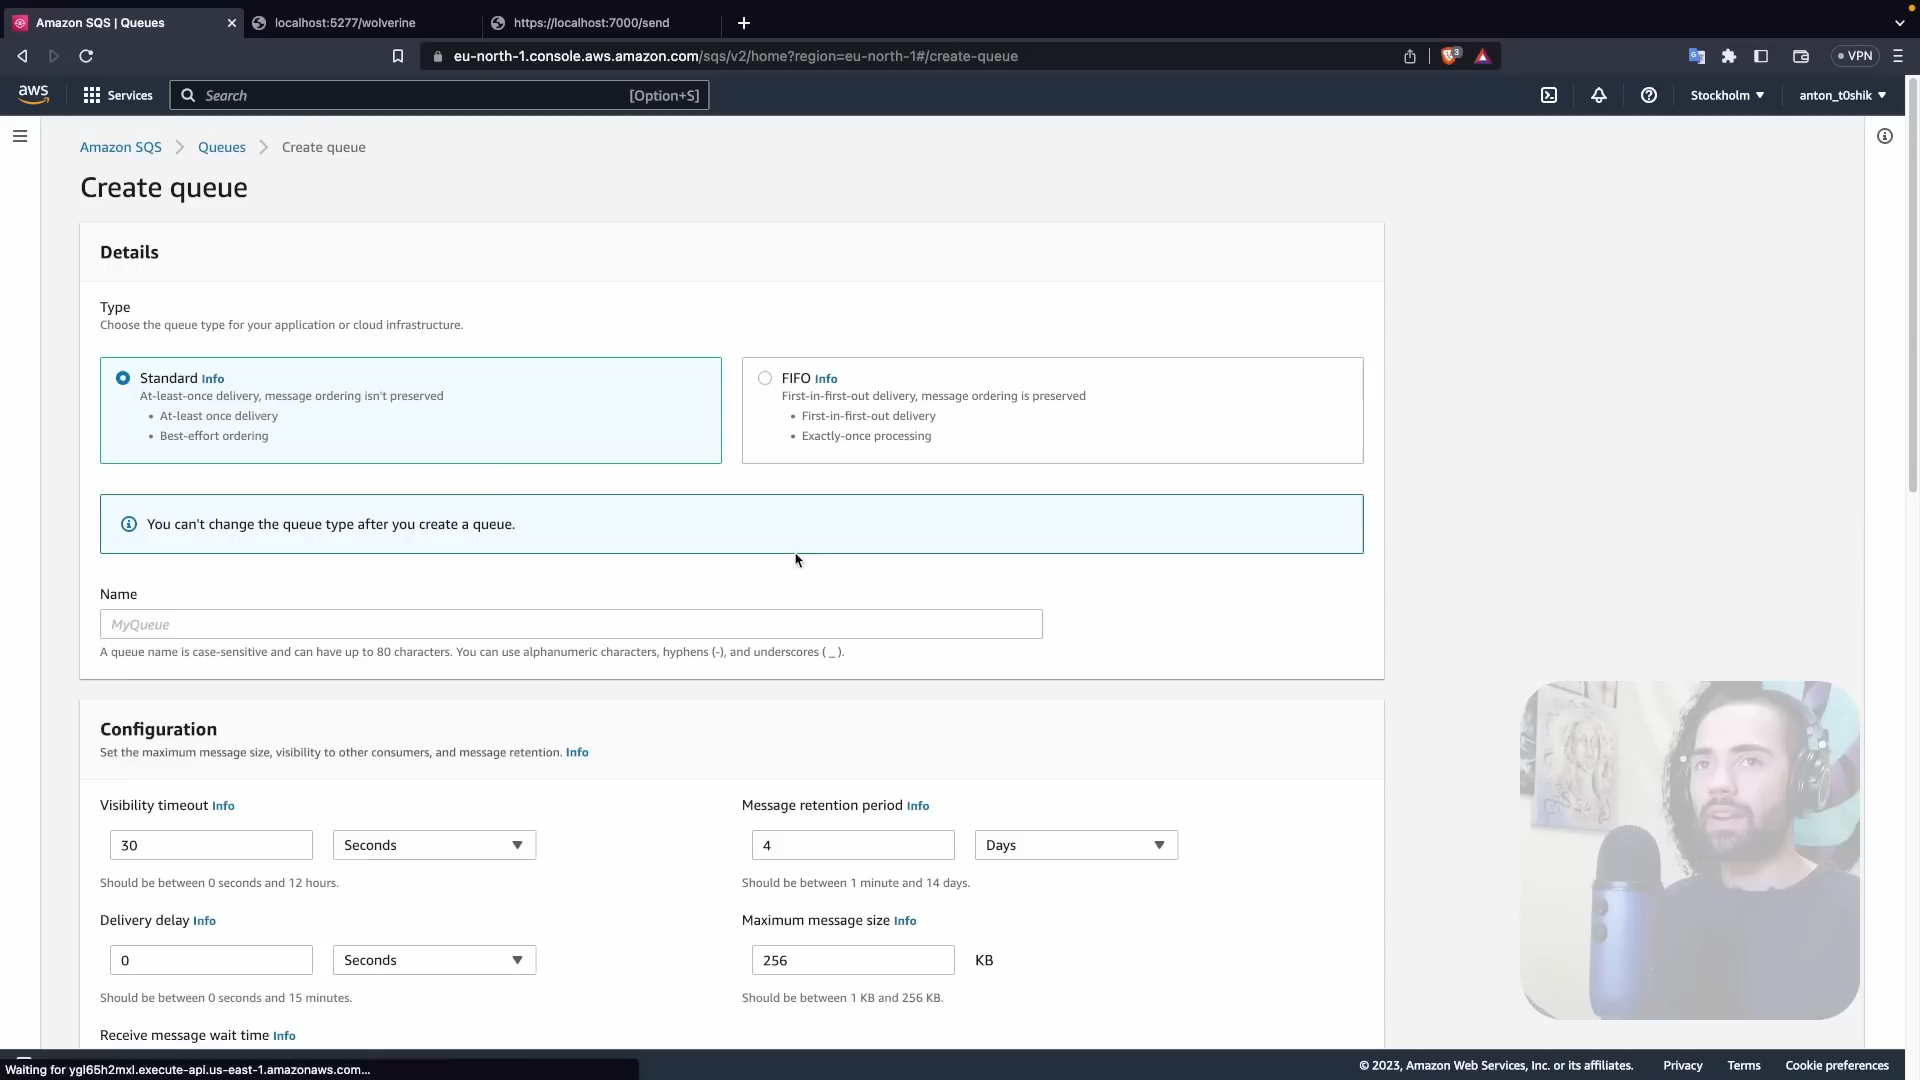 Amazon SQS | Queues
localhost:5277/wolverine
https://localhost:7000/send
eu-north-1.console.aws.amazon.com/sqs/v2/home?region=eu-north-1#/create-queue
3
VPN
aws
Services
Search
[Option+S]
Stockholm
anton_t0shik
Amazon SQS
Queues
Create queue
Create queue
Details
Type
Choose the queue type for your application or cloud infrastructure.
Standard Info
At-least-once delivery, message ordering isn't preserved
• At-least once delivery
• Best-effort ordering
FIFO Info
First-in-first-out delivery, message ordering is preserved
• First-in-first-out delivery
• Exactly-once processing
You can't change the queue type after you create a queue.
Name
MyQueue
A queue name is case-sensitive and can have up to 80 characters. You can use alphanumeric characters, hyphens (-), and underscores ( _ ).
Configuration
Set the maximum message size, visibility to other consumers, and message retention. Info
Visibility timeout Info
30
Seconds
Should be between 0 seconds and 12 hours.
Message retention period Info
4
Days
Should be between 1 minute and 14 days.
Delivery delay Info
0
Seconds
Should be between 0 seconds and 15 minutes.
Maximum message size Info
256
KB
Should be between 1 KB and 256 KB.
Receive message wait time Info
Waiting for ygl65h2mxl.execute-api.us-east-1.amazonaws.com...
© 2023, Amazon Web Services, Inc. or its affiliates.
Privacy
Terms
Cookie preferences